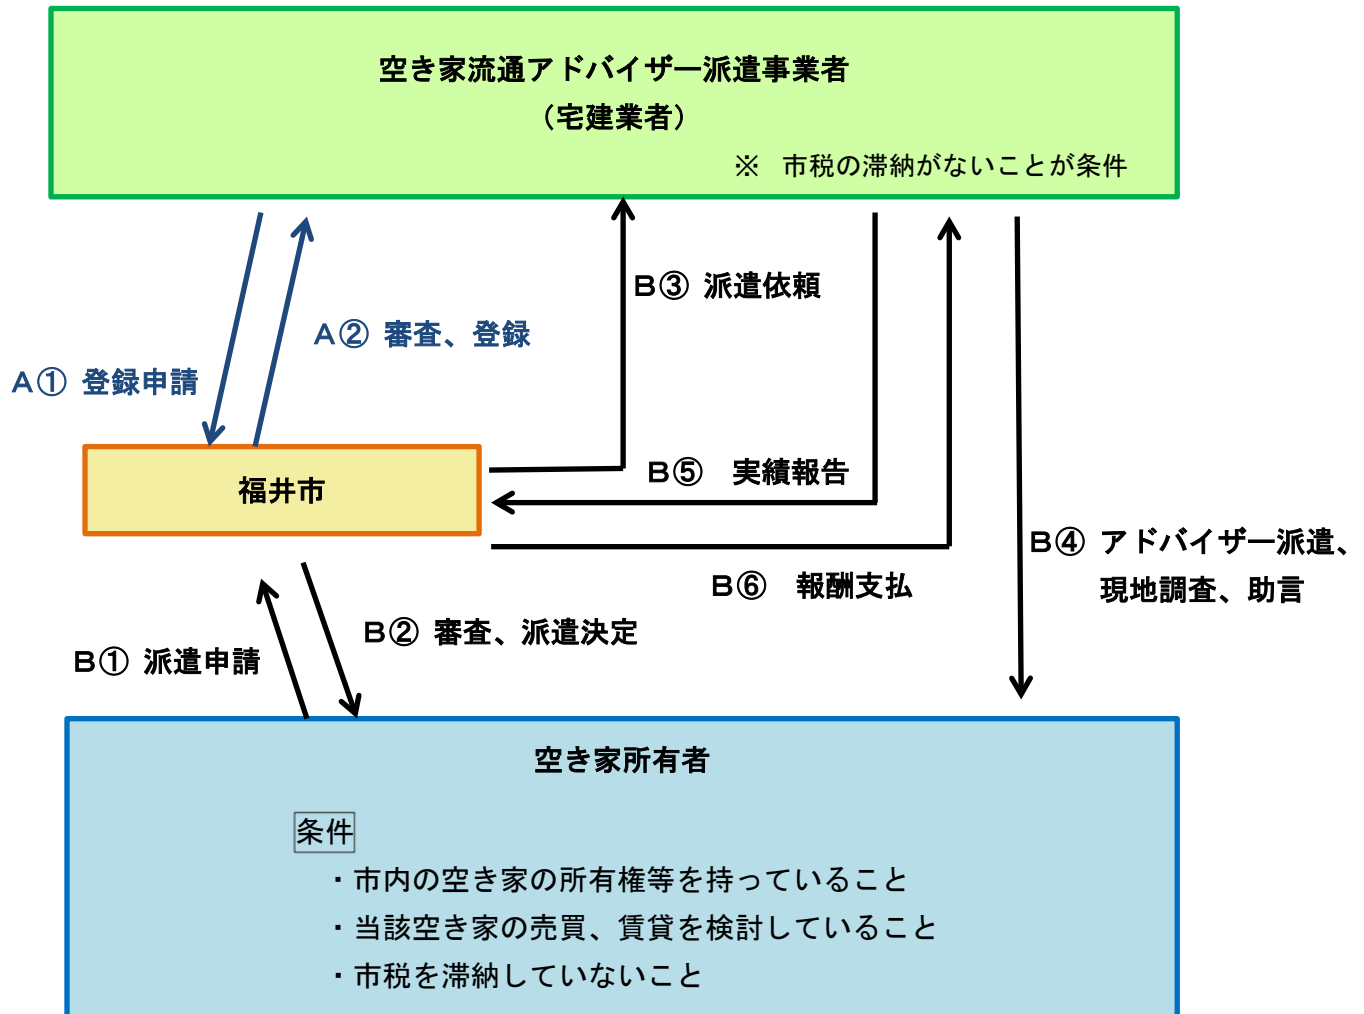 空き家流通アドバイザー派遣事業者
（宅建業者）
※　市税の滞納がないことが条件
Ｂ③ 派遣依頼
Ａ② 審査、登録
Ａ① 登録申請
福井市
Ｂ⑤　実績報告
Ｂ④ アドバイザー派遣、
現地調査、助言
Ｂ⑥　報酬支払
Ｂ② 審査、派遣決定
Ｂ① 派遣申請
空き家所有者
条件
・市内の空き家の所有権等を持っていること
・当該空き家の売買、賃貸を検討していること
・市税を滞納していないこと